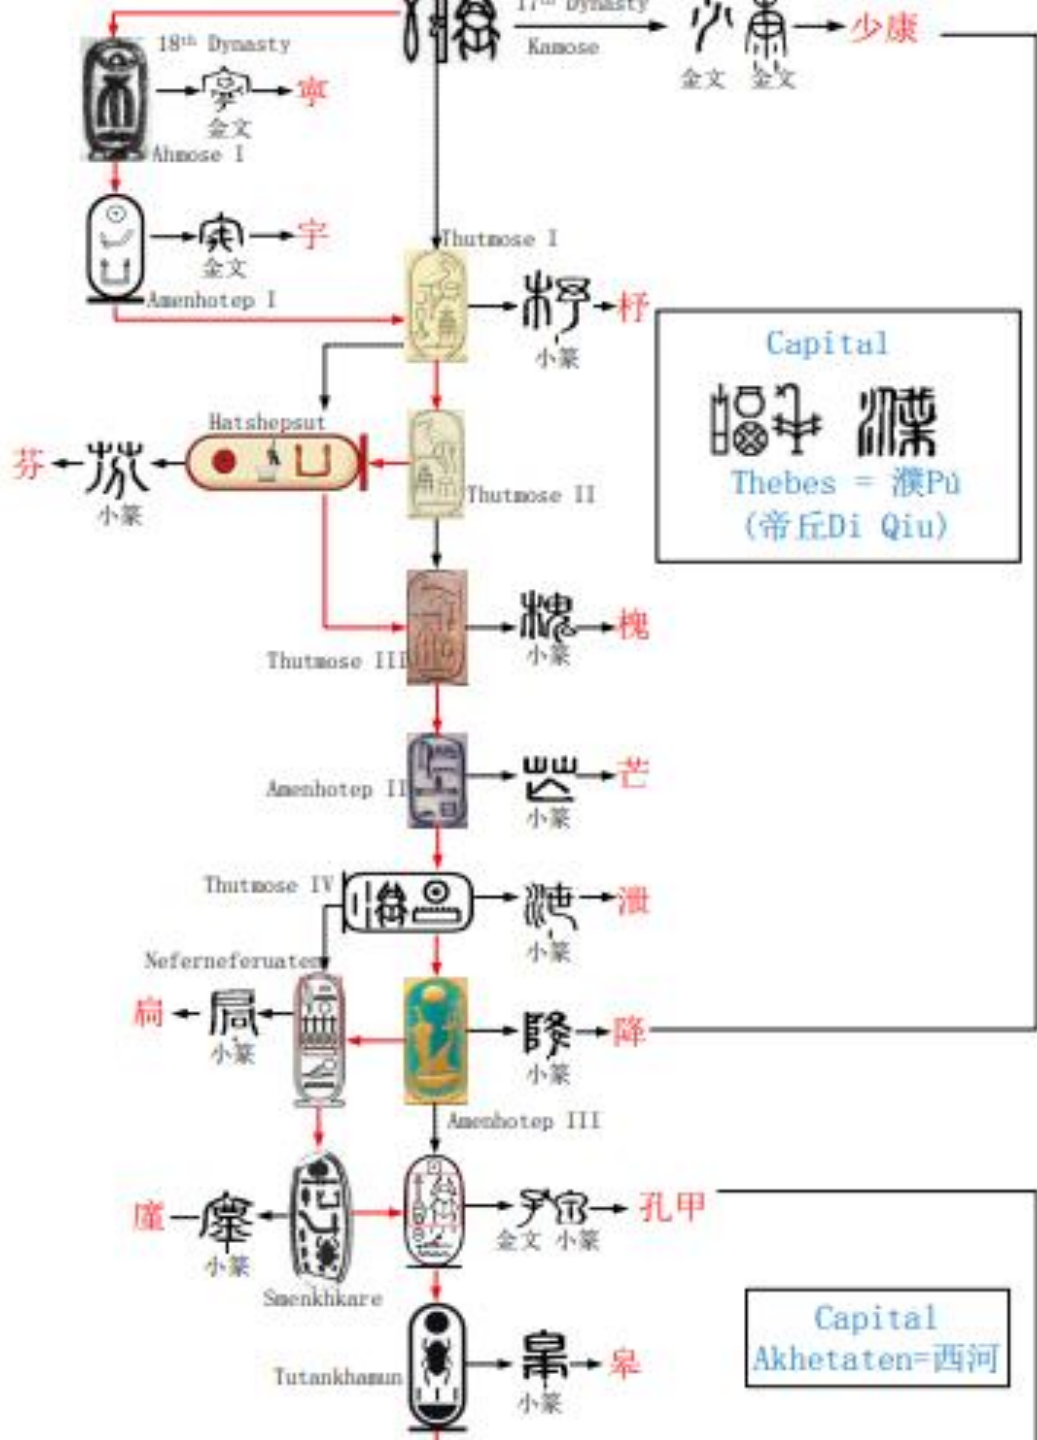 17th Dynasty
Kamose
金文 金文
少康
18th Dynasty
金文
寧
Ahmose I
金文
宇
Amenhotep I
Thutmose I
小篆
杼
Capital
Thebes = 濮Pú
(帝丘Di Qiu)
Hatshepsut
芬
小篆
Thutmose II
小篆
槐
Thutmose III
Amenhotep II
小篆
芒
Thutmose IV
小篆
泄
Neferneferuaten
扃
小篆
小篆
降
Amenhotep III
廑
小篆
金文 小篆
孔甲
Smenkhkare
Capital
Akhetaten=西河
Tutankhamun
小篆
皋